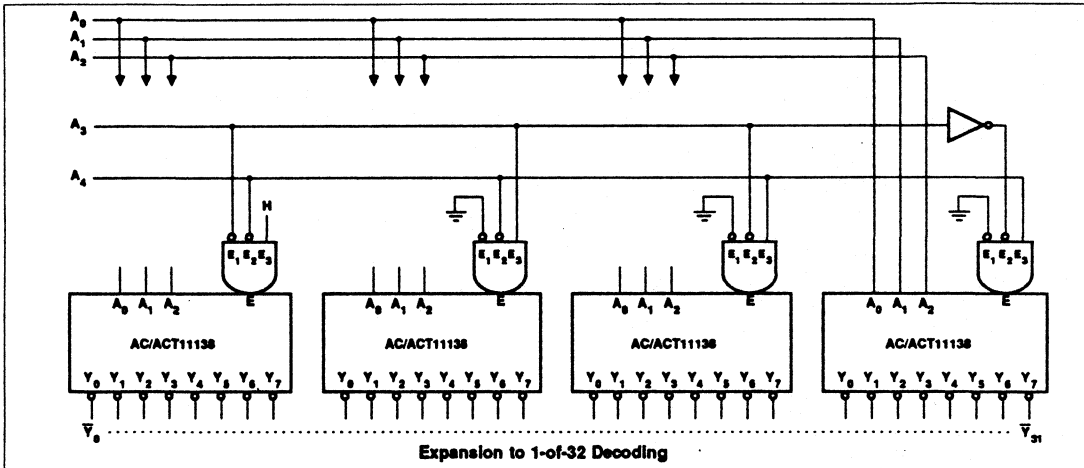 A0
A1
A2
A3
A4
H
E1 E2 E3
E1 E2 E3
E1 E2 E3
E1 E2 E3
A0 A1 A2 E
A0 A1 A2 E
A0 A1 A2 E
A0 A1 A2 E
AC/ACT11138
AC/ACT11138
AC/ACT11138
AC/ACT11138
Y0 Y1 Y2 Y3 Y4 Y5 Y6 Y7
Y0 Y1 Y2 Y3 Y4 Y5 Y6 Y7
Y0 Y1 Y2 Y3 Y4 Y5 Y6 Y7
Y0 Y1 Y2 Y3 Y4 Y5 Y6 Y7
Y̅0 Y̅31
Expansion to 1-of-32 Decoding